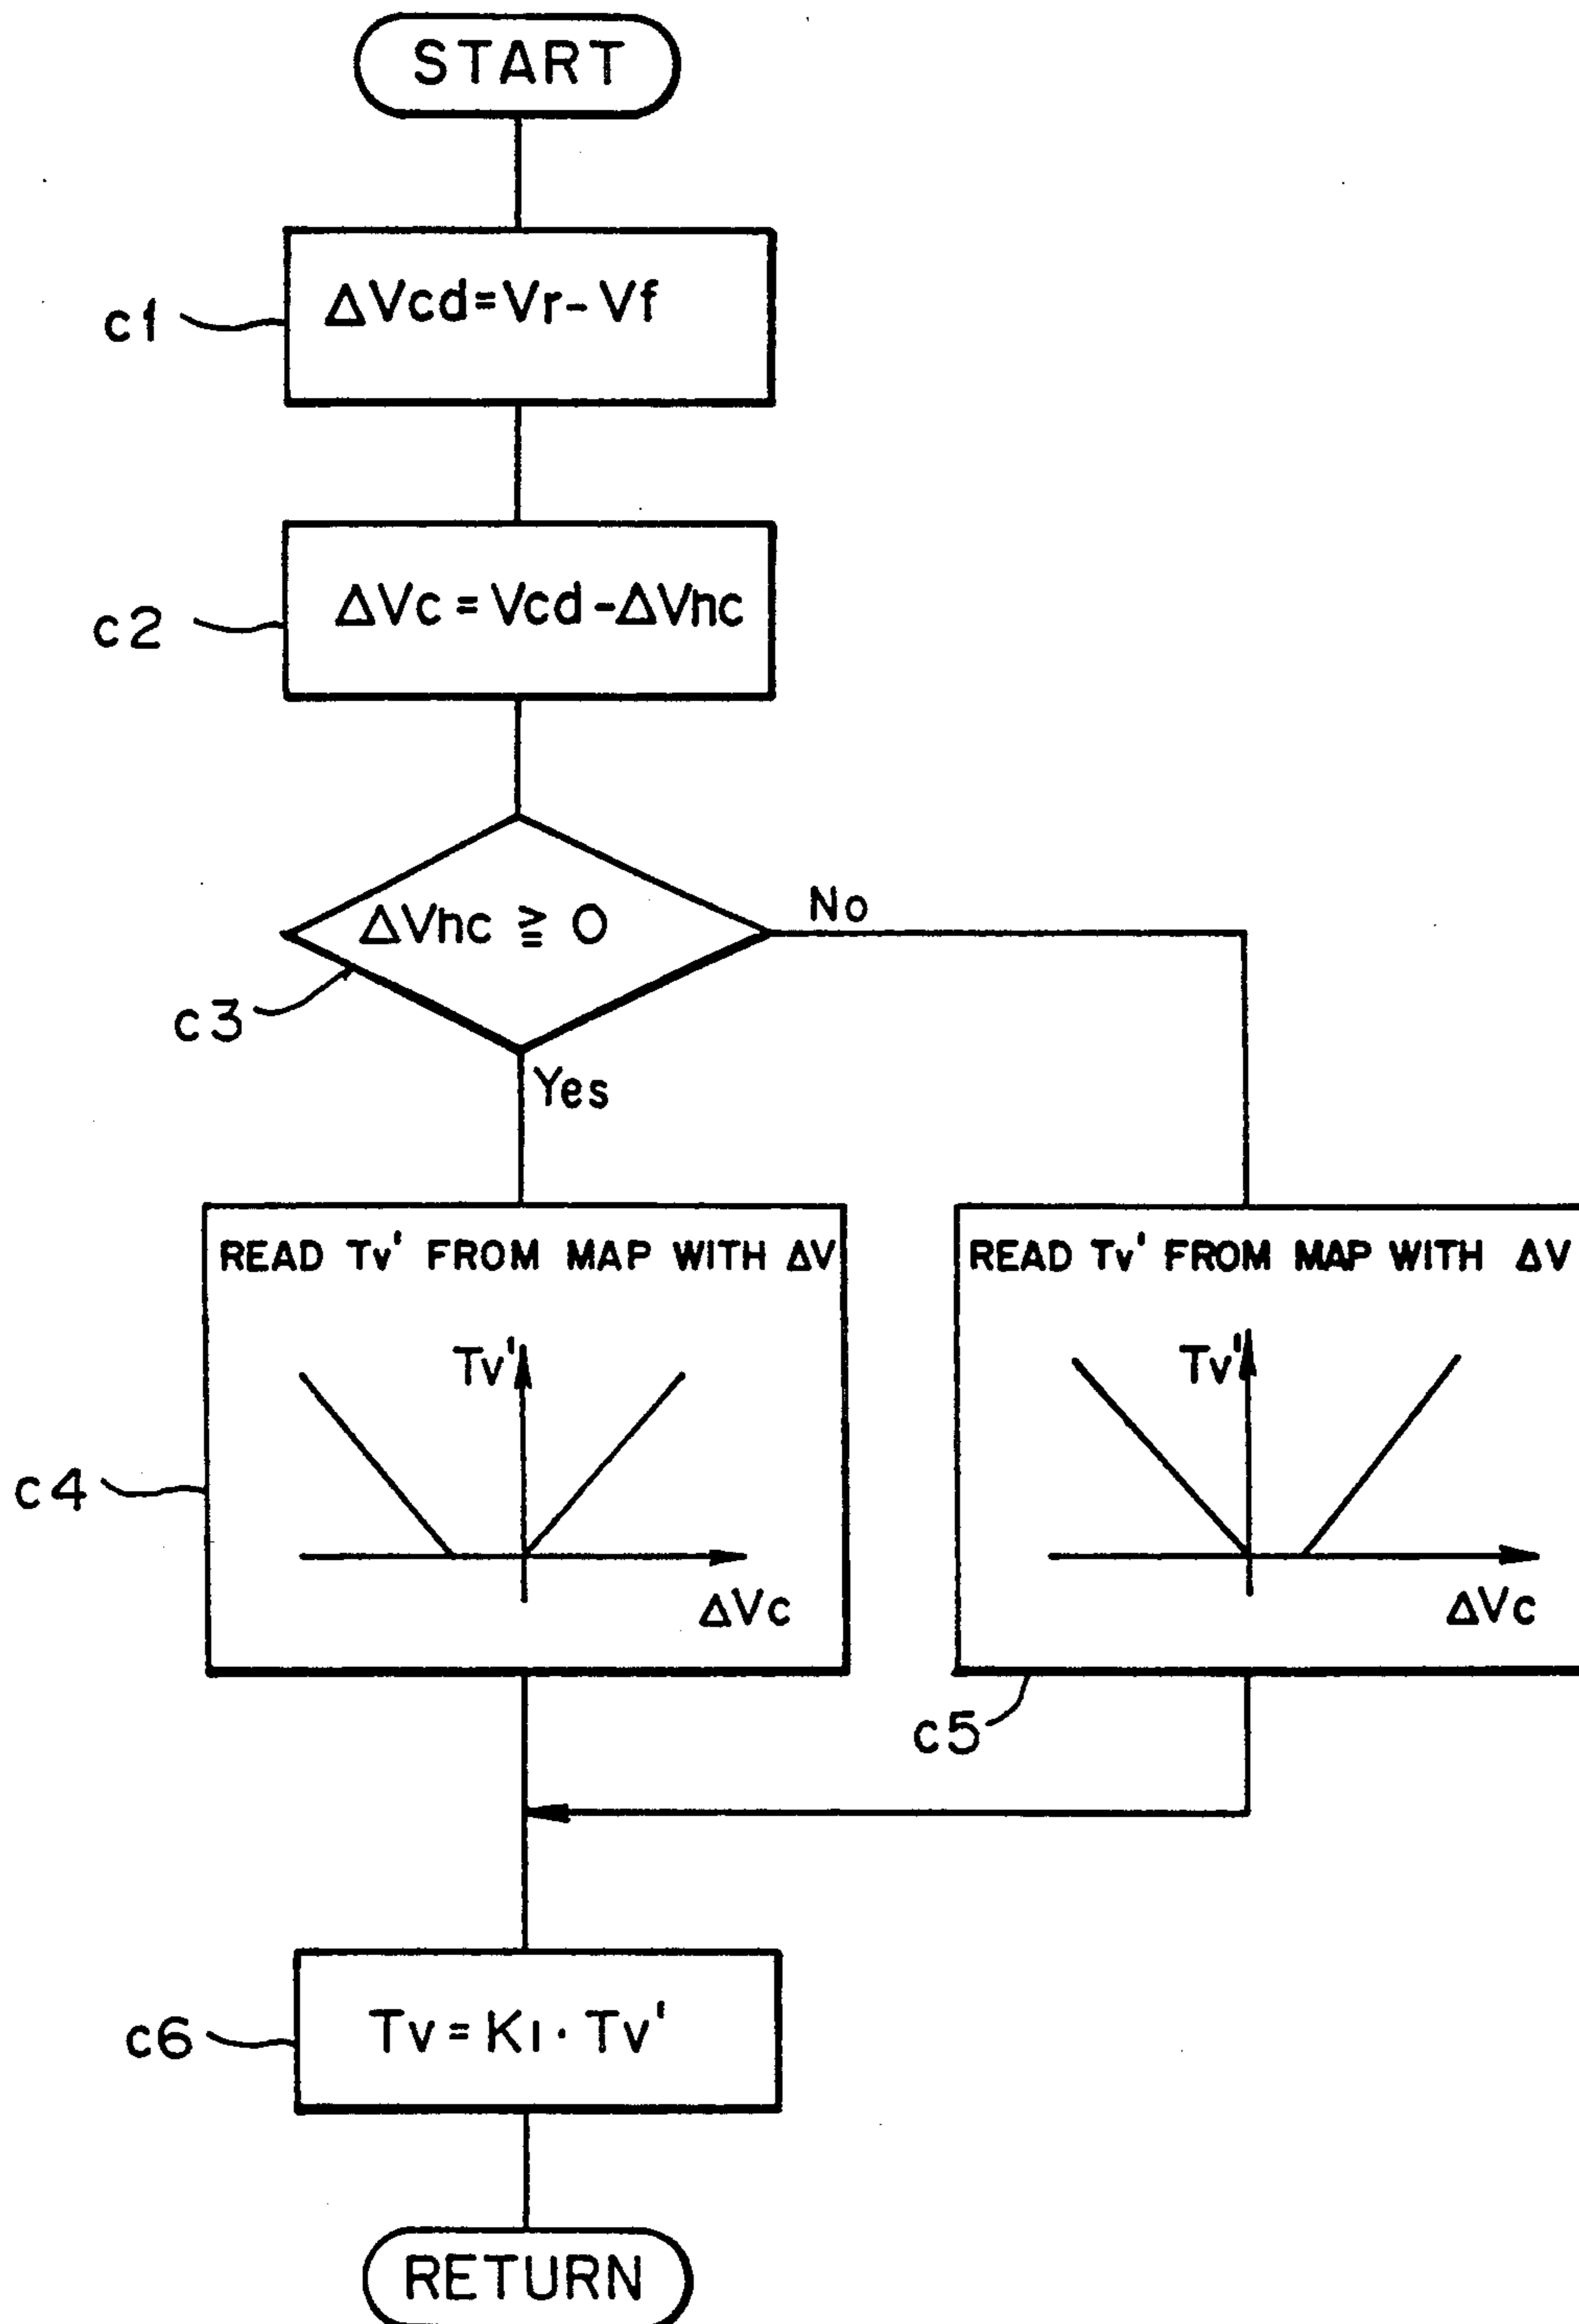 START
c1
ΔVcd=Vr-Vf
c2
ΔVc=Vcd-ΔVnc
c3
ΔVnc ≧ 0
No
Yes
READ Tv' FROM MAP WITH ΔV
Tv'
ΔVc
c4
READ Tv' FROM MAP WITH ΔV
Tv'
ΔVc
c5
c6
Tv=K1·Tv'
RETURN